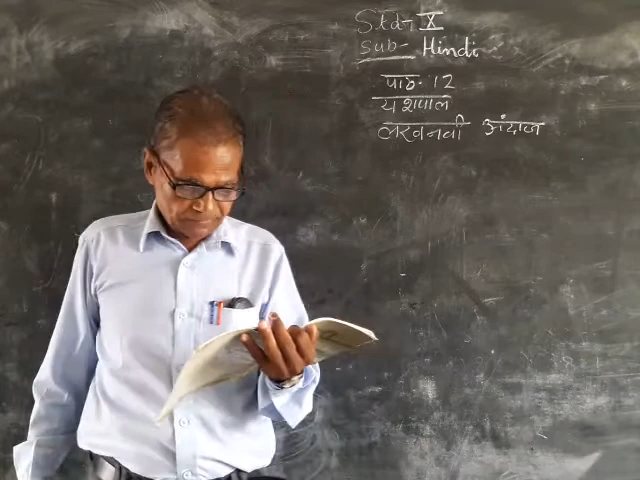 Std- X
Sub- Hindi
पाठ- 12
यशपाल
लखनवी अंदाज